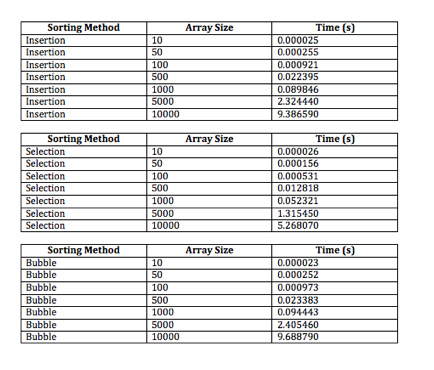 Sorting Method Array Size Time (s)
Insertion 10 0.000025
Insertion 50 0.000255
Insertion 100 0.000921
Insertion 500 0.022395
Insertion 1000 0.089846
Insertion 5000 2.324440
Insertion 10000 9.386590
Sorting Method Array Size Time (s)
Selection 10 0.000026
Selection 50 0.000156
Selection 100 0.000531
Selection 500 0.012818
Selection 1000 0.052321
Selection 5000 1.315450
Selection 10000 5.268070
Sorting Method Array Size Time (s)
Bubble 10 0.000023
Bubble 50 0.000252
Bubble 100 0.000973
Bubble 500 0.023383
Bubble 1000 0.094443
Bubble 5000 2.405460
Bubble 10000 9.688790